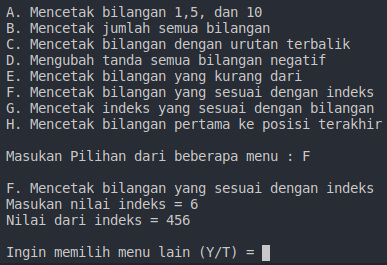 A. Mencetak bilangan 1,5, dan 10
B. Mencetak jumlah semua bilangan
C. Mencetak bilangan dengan urutan terbalik
D. Mengubah tanda semua bilangan negatif
E. Mencetak bilangan yang kurang dari
F. Mencetak bilangan yang sesuai dengan indeks
G. Mencetak indeks yang sesuai dengan bilangan
H. Mencetak bilangan pertama ke posisi terakhir
Masukan Pilihan dari beberapa menu : F
F. Mencetak bilangan yang sesuai dengan indeks
Masukan nilai indeks = 6
Nilai dari indeks = 456
Ingin memilih menu lain (Y/T) =